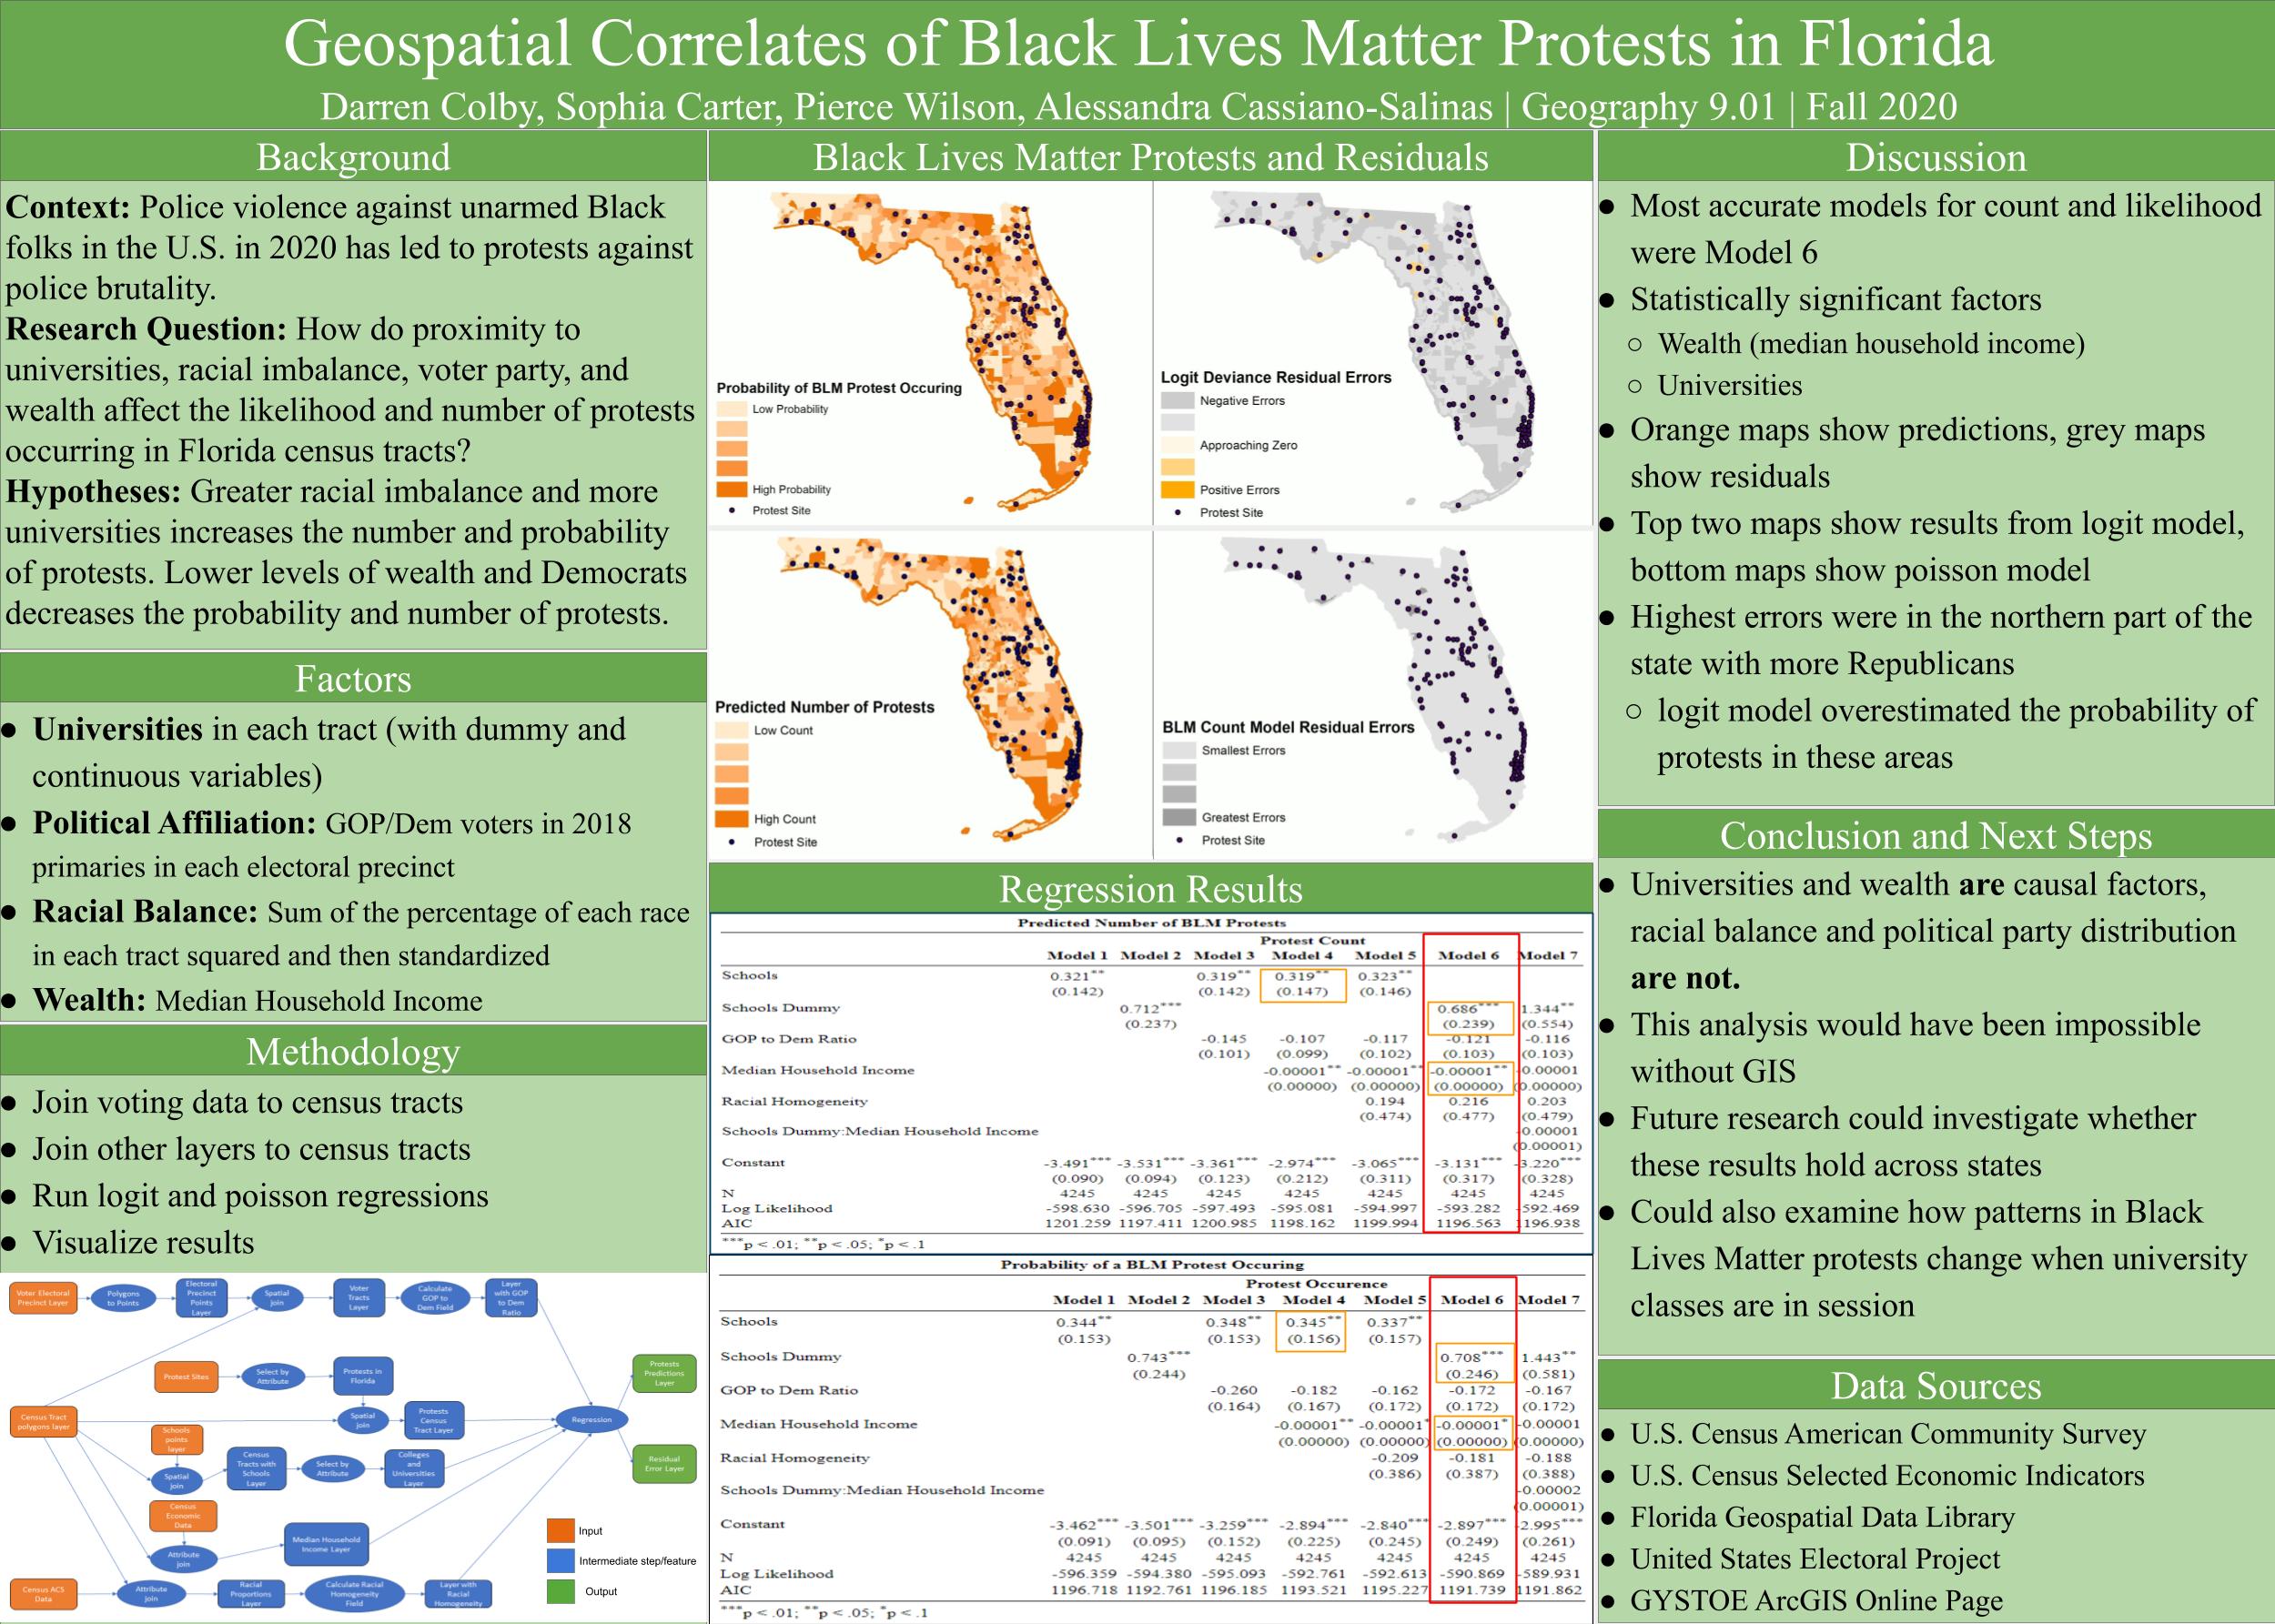 Geospatial Correlates of Black Lives Matter Protests in Florida
Darren Colby, Sophia Carter, Pierce Wilson, Alessandra Cassiano-Salinas | Geography 9.01 | Fall 2020
Background
Context: Police violence against unarmed Black
folks in the U.S. in 2020 has led to protests against
police brutality.
Research Question: How do proximity to
universities, racial imbalance, voter party, and
wealth affect the likelihood and number of protests
occurring in Florida census tracts?
Hypotheses: Greater racial imbalance and more
universities increases the number and probability
of protests. Lower levels of wealth and Democrats
decreases the probability and number of protests.
Factors
● Universities in each tract (with dummy and
continuous variables)
● Political Affiliation: GOP/Dem voters in 2018
primaries in each electoral precinct
● Racial Balance: Sum of the percentage of each race
in each tract squared and then standardized
● Wealth: Median Household Income
Methodology
● Join voting data to census tracts
● Join other layers to census tracts
● Run logit and poisson regressions
● Visualize results
Voter Electoral
Precinct Layer
Polygons
to Points
Electoral
Precinct
Points
Layer
Spatial
join
Voter
Tracts
Layer
Calculate
GOP to
Dem Field
Layer
with GOP
to Dem
Ratio
Protest Sites
Select by
Attribute
Protests in
Florida
Protests
Predictions
Layer
Census Tract
polygons layer
Spatial
join
Protests
Census
Tract Layer
Regression
Schools
points
layer
Spatial
join
Census
Tracts with
Schools
Layer
Select by
Attribute
Colleges
and
Universities
Layer
Residual
Error Layer
Census
Economic
Data
Attribute
join
Median Household
Income Layer
Census ACS
Data
Attribute
join
Racial
Proportions
Layer
Calculate Racial
Homogeneity
Field
Layer with
Racial
Homogeneity
Input
Intermediate step/feature
Output
Black Lives Matter Protests and Residuals
Probability of BLM Protest Occuring
Low Probability
High Probability
Protest Site
Logit Deviance Residual Errors
Negative Errors
Approaching Zero
Positive Errors
Protest Site
Predicted Number of Protests
Low Count
High Count
Protest Site
BLM Count Model Residual Errors
Smallest Errors
Greatest Errors
Protest Site
Regression Results
Predicted Number of BLM Protests
Protest Count
Model 1 Model 2 Model 3 Model 4 Model 5 Model 6 Model 7
Schools 0.321** 0.319** 0.319** 0.323**
(0.142) (0.142) (0.147) (0.146)
Schools Dummy 0.712*** 0.686*** 1.344**
(0.237) (0.239) (0.554)
GOP to Dem Ratio -0.145 -0.107 -0.117 -0.121 -0.116
(0.101) (0.099) (0.102) (0.103) (0.103)
Median Household Income -0.00001** -0.00001** -0.00001** -0.00001
(0.00000) (0.00000) (0.00000) (0.00000)
Racial Homogeneity 0.194 0.216 0.203
(0.474) (0.477) (0.479)
Schools Dummy:Median Household Income -0.00001
(0.00001)
Constant -3.491*** -3.531*** -3.361*** -2.974*** -3.065*** -3.131*** -3.220***
(0.090) (0.094) (0.123) (0.212) (0.311) (0.317) (0.328)
N 4245 4245 4245 4245 4245 4245 4245
Log Likelihood -598.630 -596.705 -597.493 -595.081 -594.997 -593.282 -592.469
AIC 1201.259 1197.411 1200.985 1198.162 1199.994 1196.563 1196.938
***p < .01; **p < .05; *p < .1
Probability of a BLM Protest Occuring
Protest Occurence
Model 1 Model 2 Model 3 Model 4 Model 5 Model 6 Model 7
Schools 0.344** 0.348** 0.345** 0.337**
(0.153) (0.153) (0.156) (0.157)
Schools Dummy 0.743*** 0.708*** 1.443**
(0.244) (0.246) (0.581)
GOP to Dem Ratio -0.260 -0.182 -0.162 -0.172 -0.167
(0.164) (0.167) (0.172) (0.172) (0.172)
Median Household Income -0.00001** -0.00001* -0.00001* -0.00001
(0.00000) (0.00000) (0.00000) (0.00000)
Racial Homogeneity -0.209 -0.181 -0.188
(0.386) (0.387) (0.388)
Schools Dummy:Median Household Income -0.00002
(0.00001)
Constant -3.462*** -3.501*** -3.259*** -2.894*** -2.840*** -2.897*** -2.995***
(0.091) (0.095) (0.152) (0.225) (0.245) (0.249) (0.261)
N 4245 4245 4245 4245 4245 4245 4245
Log Likelihood -596.359 -594.380 -595.093 -592.761 -592.613 -590.869 -589.931
AIC 1196.718 1192.761 1196.185 1193.521 1195.227 1191.739 1191.862
***p < .01; **p < .05; *p < .1
Discussion
● Most accurate models for count and likelihood
were Model 6
● Statistically significant factors
○ Wealth (median household income)
○ Universities
● Orange maps show predictions, grey maps
show residuals
● Top two maps show results from logit model,
bottom maps show poisson model
● Highest errors were in the northern part of the
state with more Republicans
○ logit model overestimated the probability of
protests in these areas
Conclusion and Next Steps
● Universities and wealth are causal factors,
racial balance and political party distribution
are not.
● This analysis would have been impossible
without GIS
● Future research could investigate whether
these results hold across states
● Could also examine how patterns in Black
Lives Matter protests change when university
classes are in session
Data Sources
● U.S. Census American Community Survey
● U.S. Census Selected Economic Indicators
● Florida Geospatial Data Library
● United States Electoral Project
● GYSTOE ArcGIS Online Page